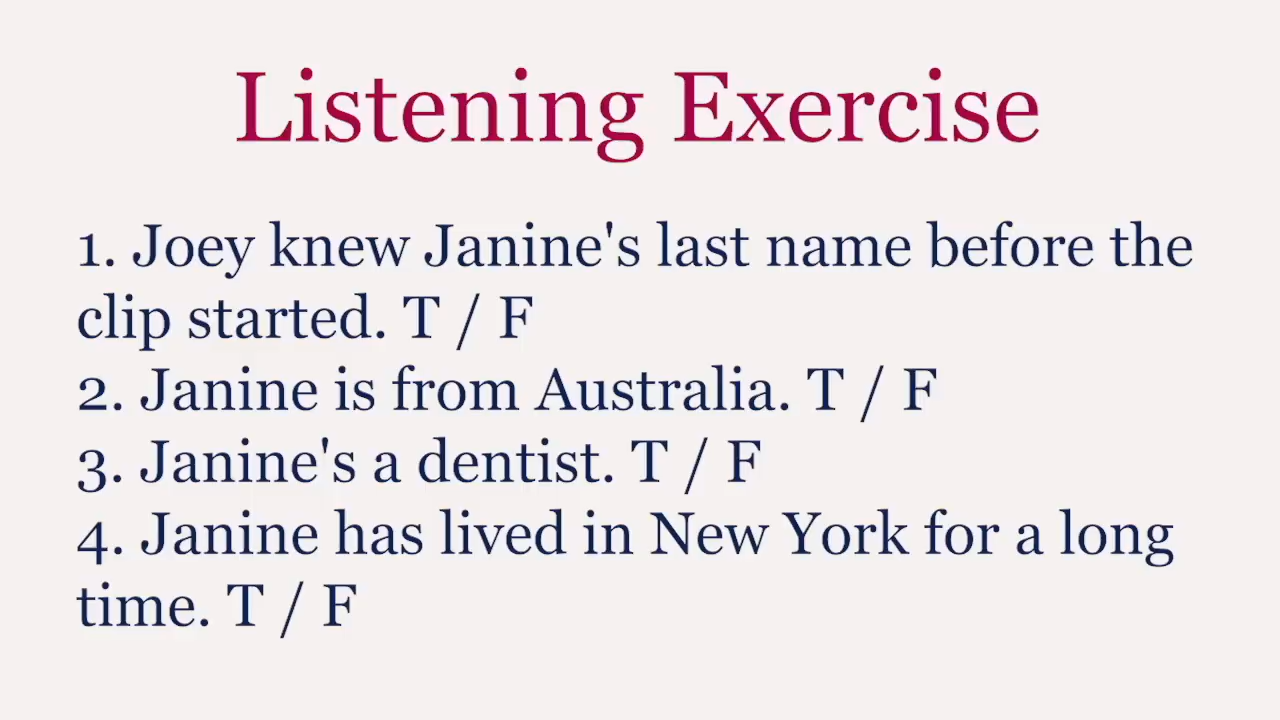 Listening Exercise
1. Joey knew Janine's last name before the
clip started. T / F
2. Janine is from Australia. T / F
3. Janine's a dentist. T / F
4. Janine has lived in New York for a long
time. T / F